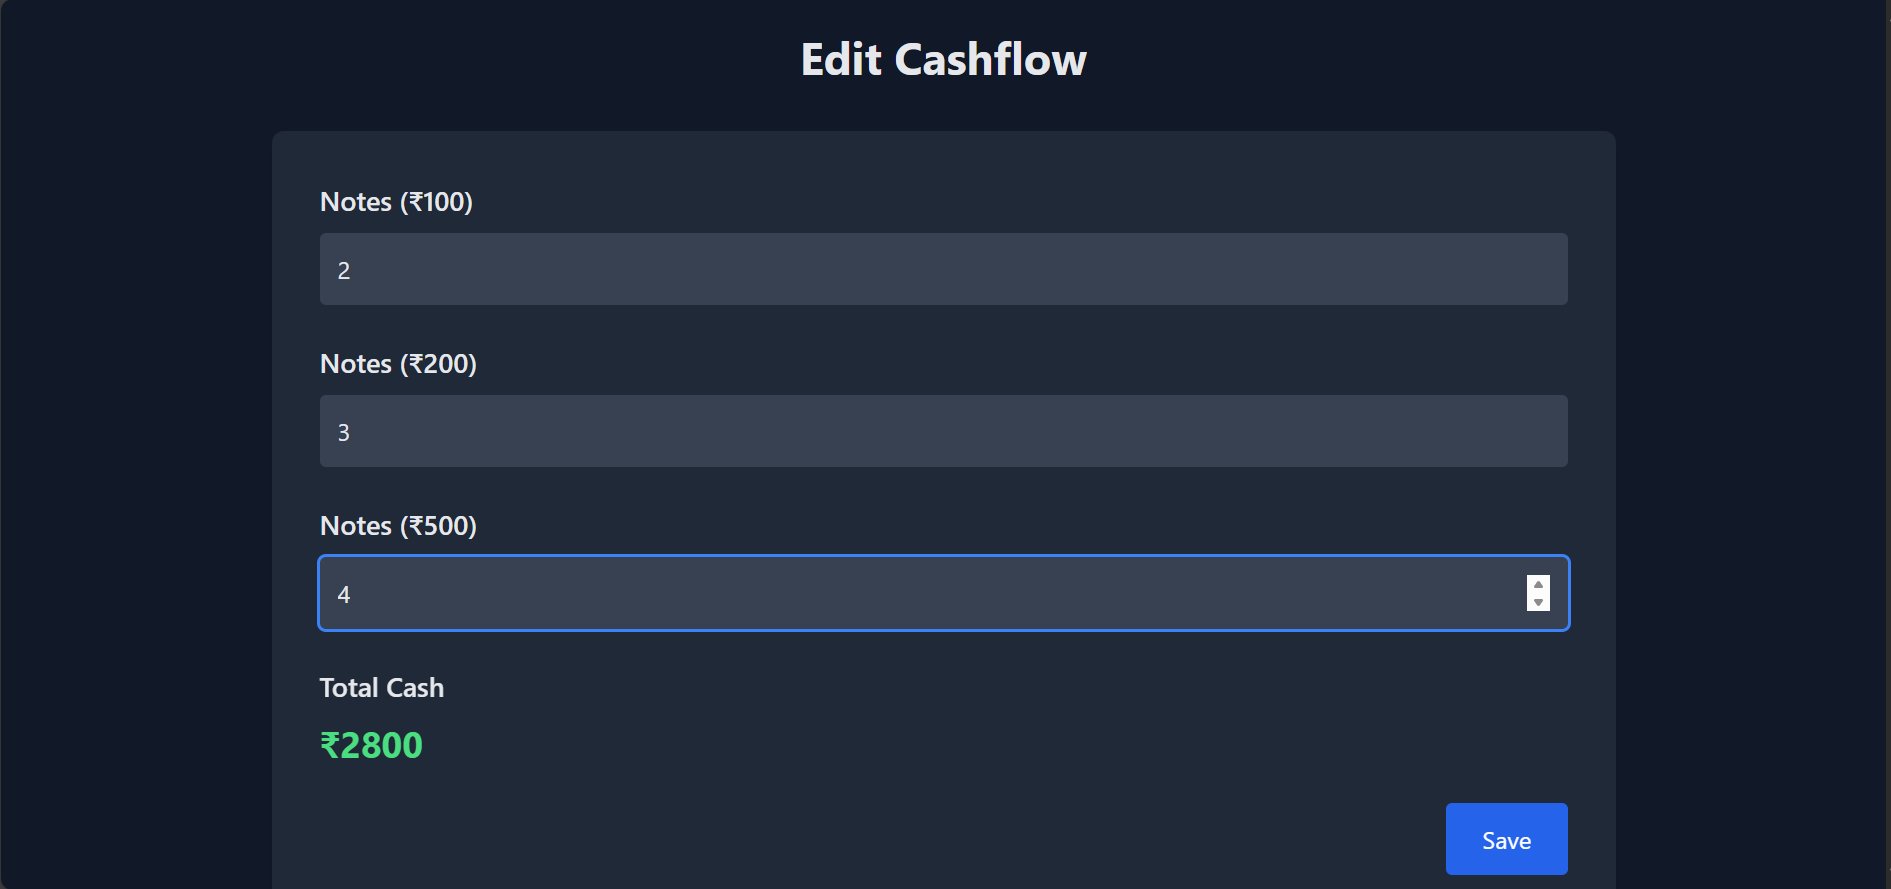 Edit Cashflow
Notes (₹100)
2
Notes (₹200)
3
Notes (₹500)
4
Total Cash
₹2800
Save